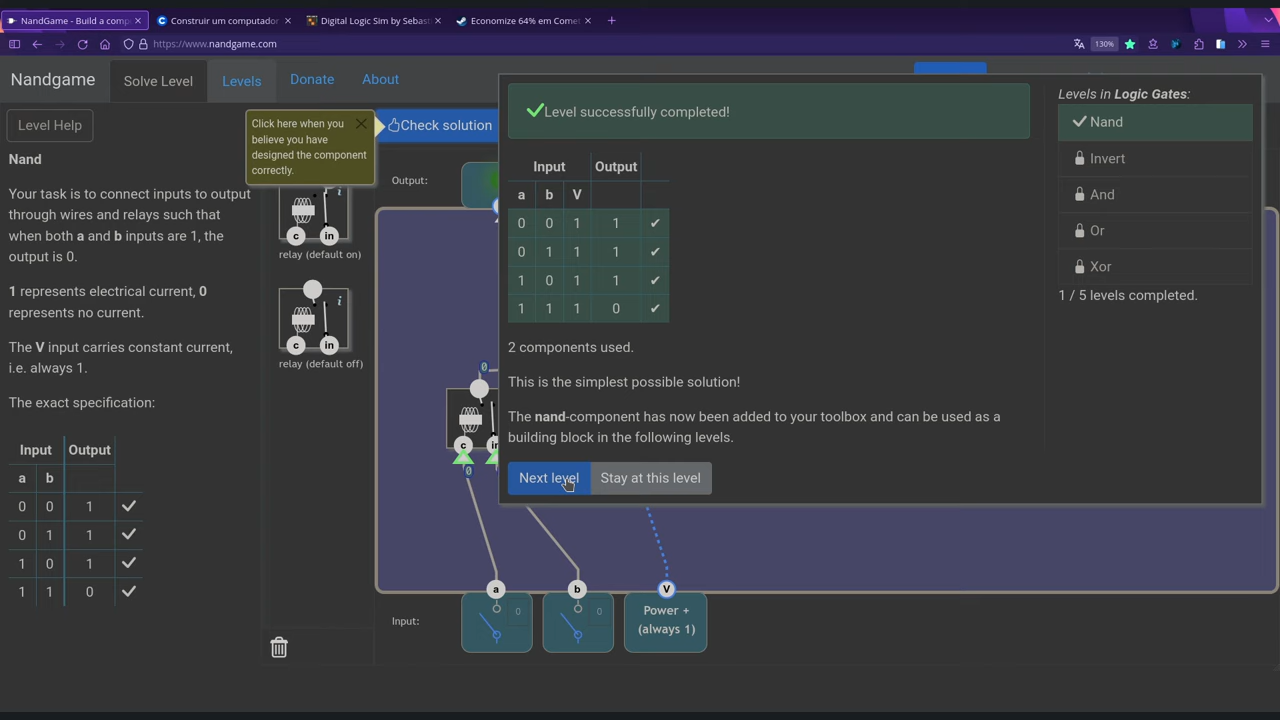 NandGame - Build a comp
Construir um computador
Digital Logic Sim by Sebast
Economize 64% em Come
https://www.nandgame.com
130%
Nandgame
Solve Level
Levels
Donate
About
Level Help
Nand
Your task is to connect inputs to output
through wires and relays such that
when both a and b inputs are 1, the
output is 0.
1 represents electrical current, 0
represents no current.
The V input carries constant current,
i.e. always 1.
The exact specification:
Input Output
a b
0 0 1
0 1 1
1 0 1
1 1 0
Click here when you
believe you have
designed the component
correctly.
Check solution
c in
relay (default on)
c in
relay (default off)
Output:
0
c in
0
a b V
Input:
0
0
Power +
(always 1)
Level successfully completed!
Input Output
a b V
0 0 1 1
0 1 1 1
1 0 1 1
1 1 1 0
2 components used.
This is the simplest possible solution!
The nand-component has now been added to your toolbox and can be used as a
building block in the following levels.
Next level
Stay at this level
Levels in Logic Gates:
Nand
Invert
And
Or
Xor
1 / 5 levels completed.